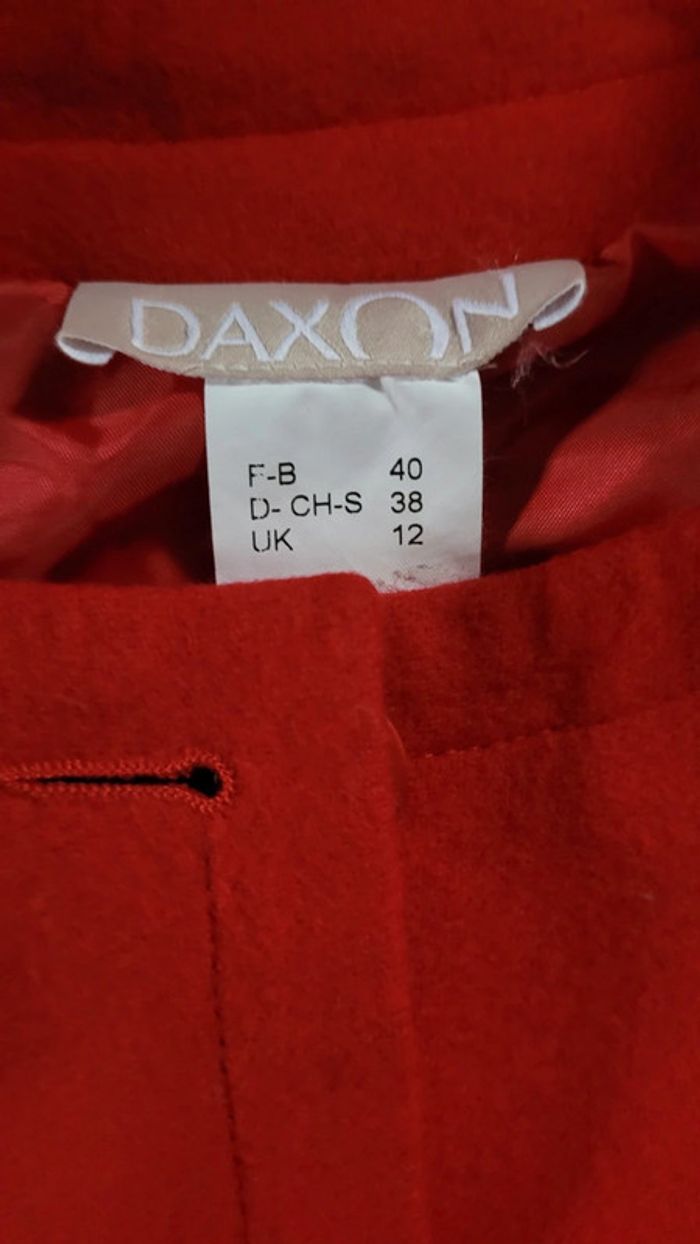 DAXON
F-B 40
D- CH-S 38
UK 12